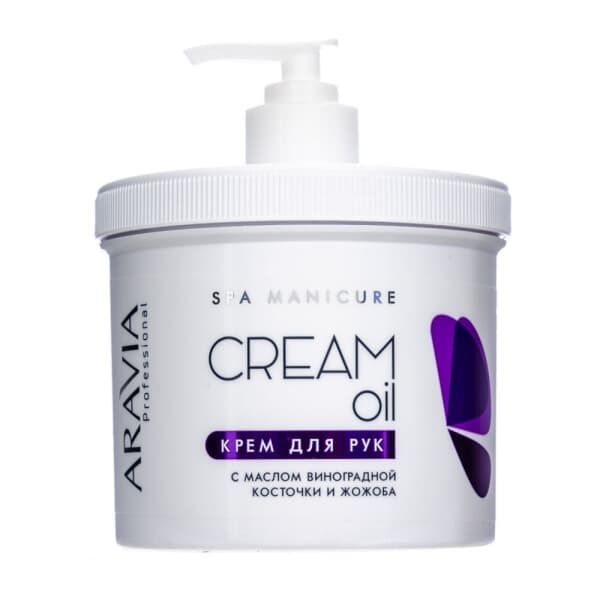 SPA MANICURE
CREAM
oil
КРЕМ ДЛЯ РУК
С МАСЛОМ ВИНОГРАДНОЙ
КОСТОЧКИ И ЖОЖОБА
ARAVIA
Professional